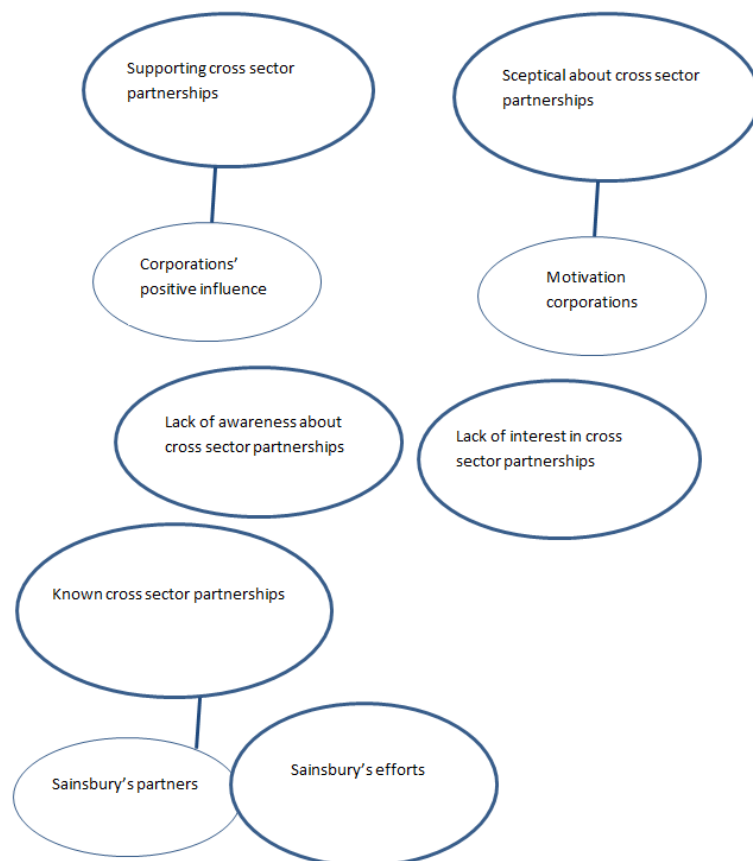 Supporting cross sector
partnerships
Sceptical about cross sector
partnerships
Corporations’
positive influence
Motivation
corporations
Lack of awareness about
cross sector partnerships
Lack of interest in cross
sector partnerships
Known cross sector partnerships
Sainsbury’s partners
Sainsbury’s efforts